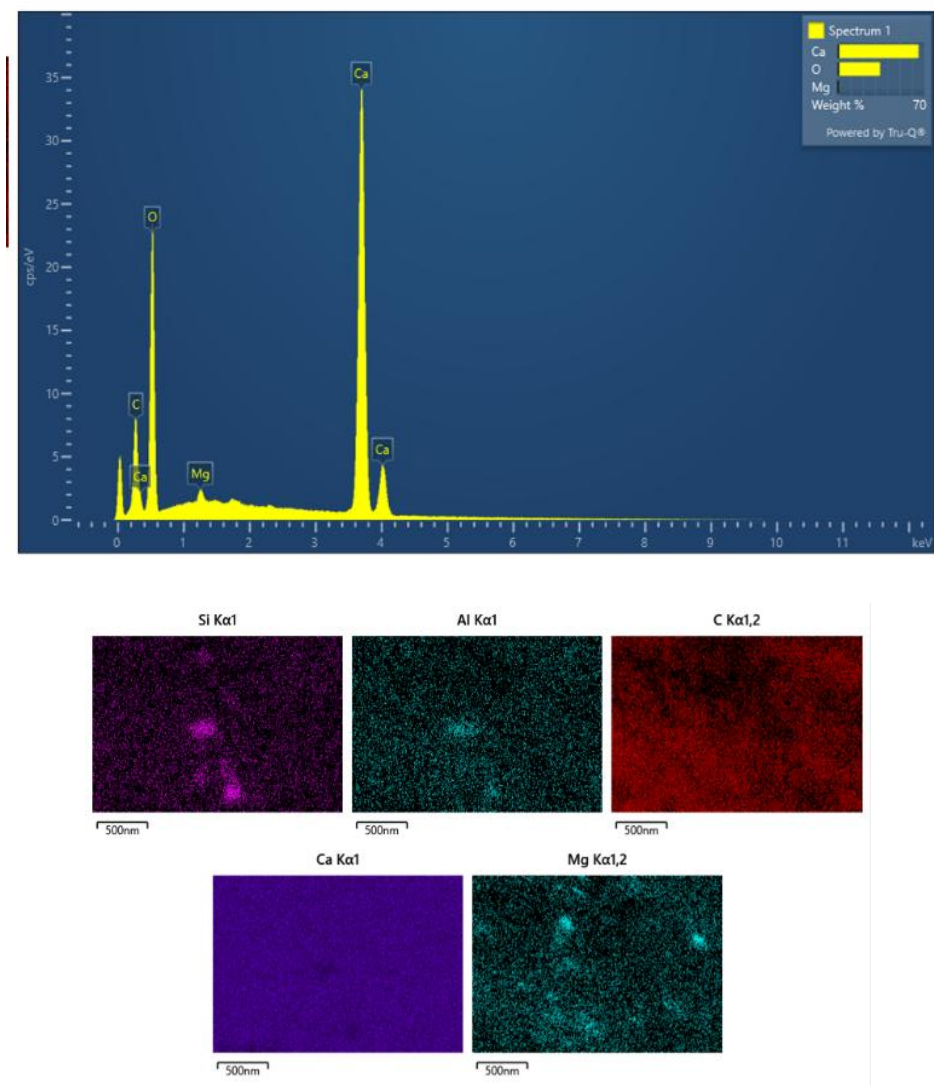 Spectrum 1
Ca
O
Mg
Weight % 70
Powered by Tru-Q®
cps/eV
35
30
25
20
15
10
5
0
Ca
O
C
Ca
Mg
Ca
0 1 2 3 4 5 6 7 8 9 10 11 keV
Si Kα1 Al Kα1 C Kα1,2
500nm 500nm 500nm
Ca Kα1 Mg Kα1,2
500nm 500nm